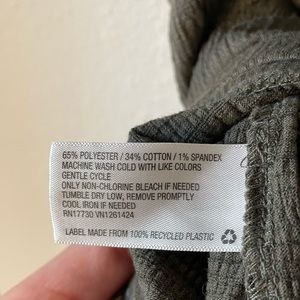 65% POLYESTER / 34% COTTON / 1% SPANDEX
MACHINE WASH COLD WITH LIKE COLORS
GENTLE CYCLE
ONLY NON-CHLORINE BLEACH IF NEEDED
TUMBLE DRY LOW, REMOVE PROMPTLY
COOL IRON IF NEEDED
RN17730 VN1261424
LABEL MADE FROM 100% RECYCLED PLASTIC